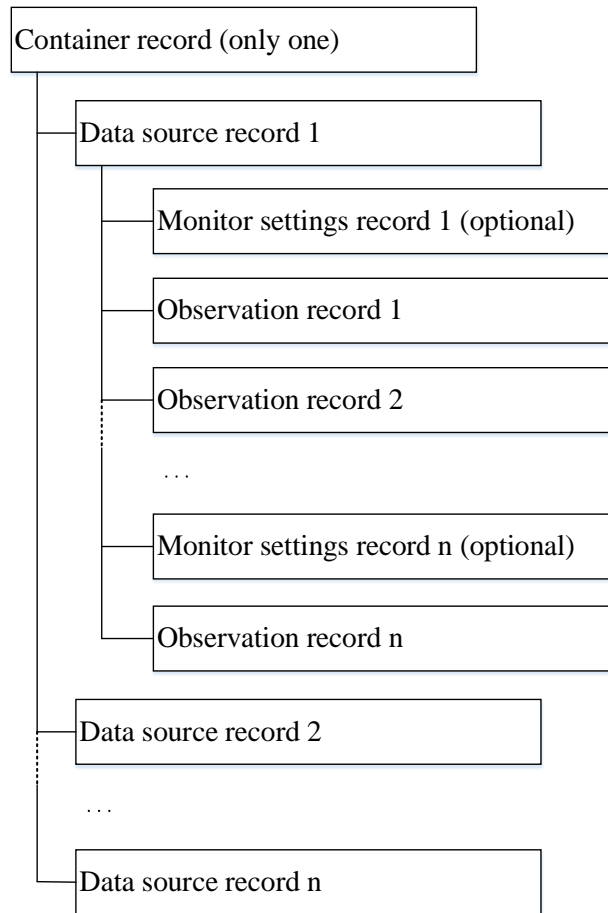 Container record (only one)
Data source record 1
Monitor settings record 1 (optional)
Observation record 1
Observation record 2
. . .
Monitor settings record n (optional)
Observation record n
Data source record 2
. . .
Data source record n